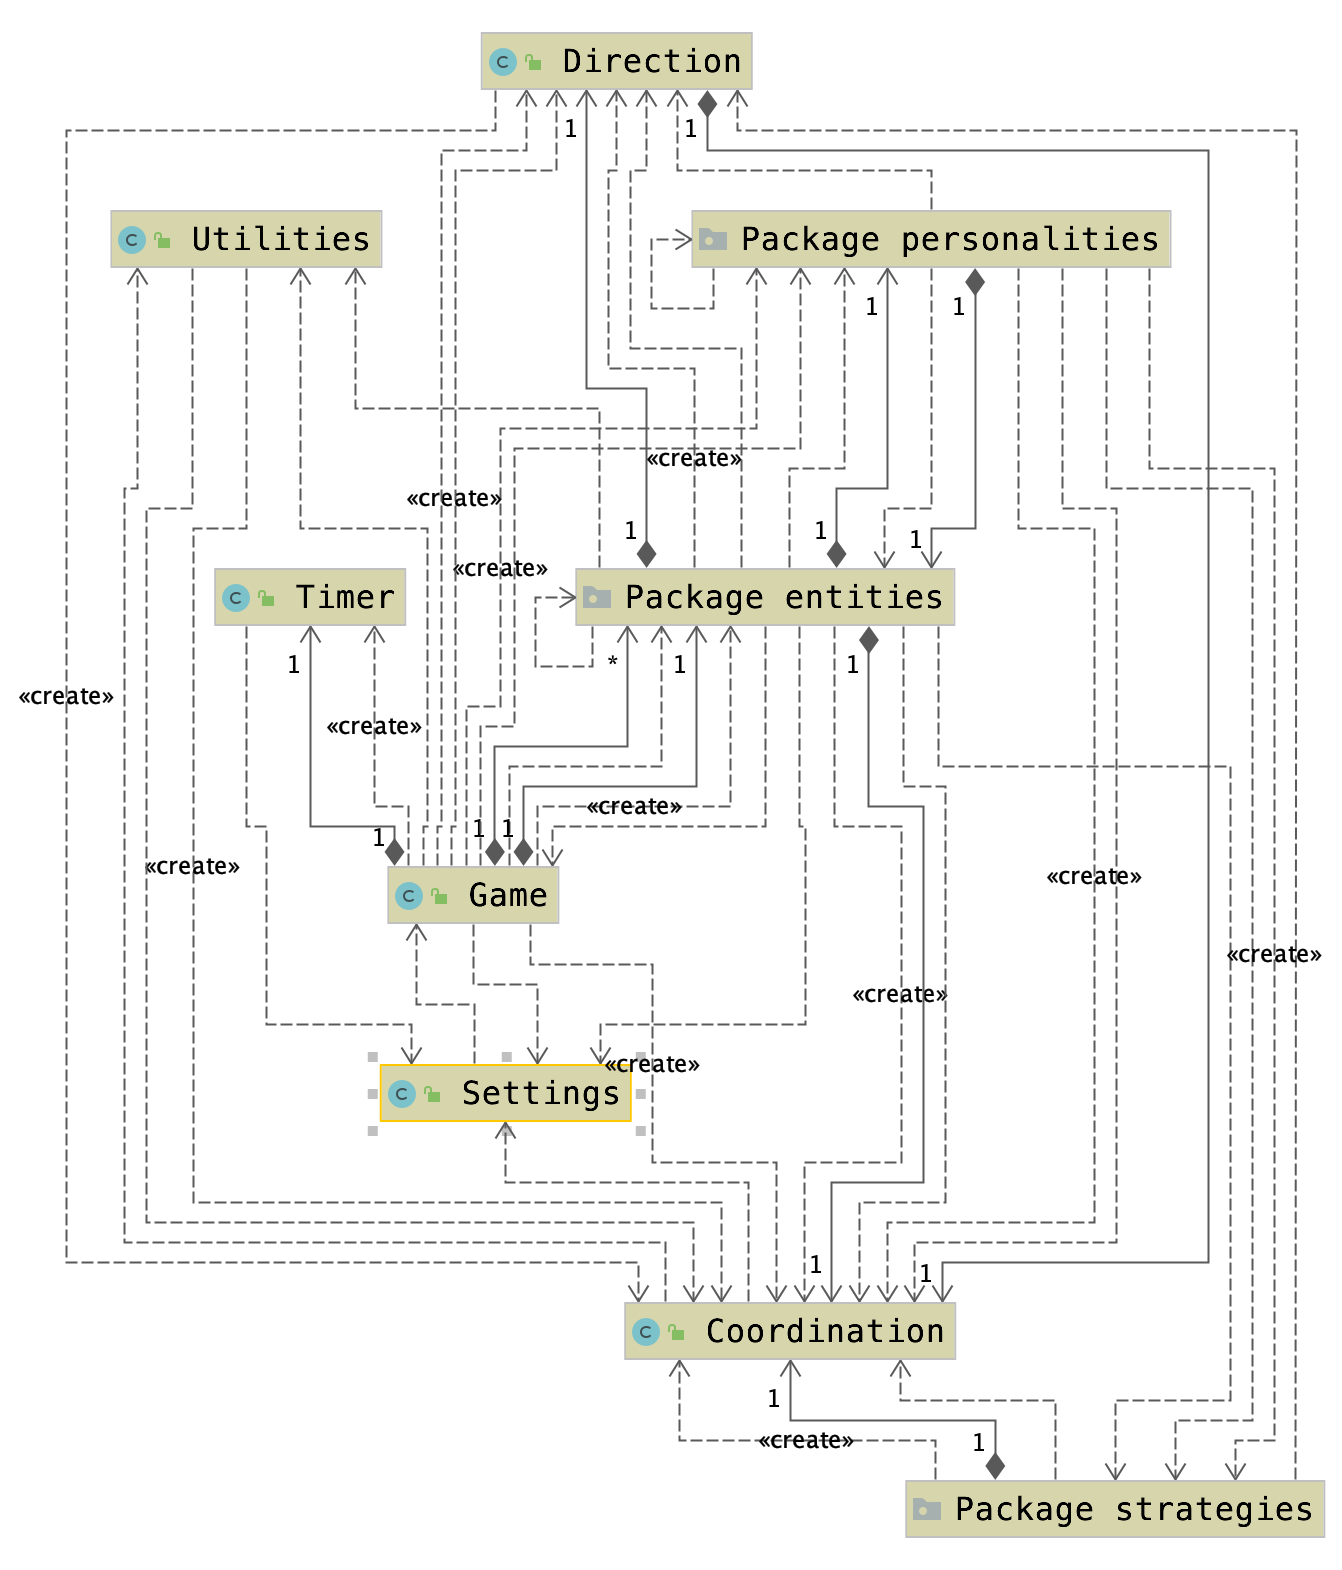 C Direction
1
1
C Utilities
Package personalities
1
1
«create»
«create»
1
1
1
«create»
C Timer
Package entities
1
*
1
1
«create»
«create»
«create»
1
1
1
«create»
«create»
C Game
«create»
«create»
«create»
C Settings
1
1
C Coordination
1
«create»
1
Package strategies